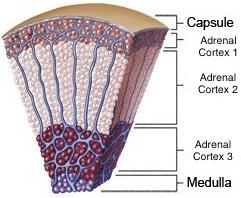 Capsule
Adrenal
Cortex 1
Adrenal
Cortex 2
Adrenal
Cortex 3
Medulla